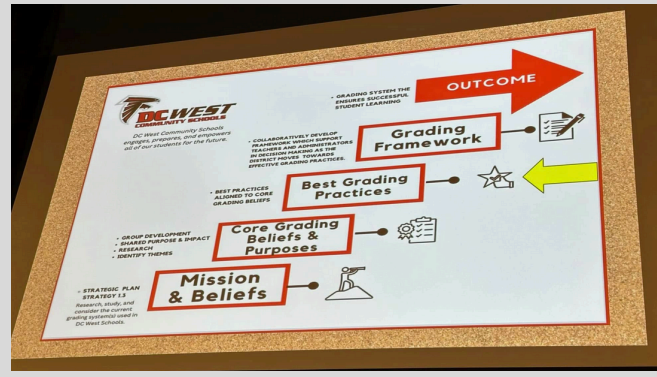 OUTCOME
• GRADING SYSTEM THE
ENSURES SUCCESSFUL
STUDENT LEARNING
DC WEST
COMMUNITY SCHOOLS
DC West Community Schools
engages, prepares, and empowers
all of our students for the future.
• COLLABORATIVELY DEVELOP
FRAMEWORK WHICH SUPPORT
TEACHERS AND ADMINISTRATORS
IN DECISION MAKING AS THE
DISTRICT MOVES TOWARDS
EFFECTIVE GRADING PRACTICES.
Grading
Framework
• BEST PRACTICES
ALIGNED TO CORE
GRADING BELIEFS
Best Grading
Practices
• GROUP DEVELOPMENT
• SHARED PURPOSE & IMPACT
• RESEARCH
• IDENTIFY THEMES
Core Grading
Beliefs &
Purposes
• STRATEGIC PLAN
STRATEGY 1.3
Research, study, and
consider the current
grading system(s) used in
DC West Schools.
Mission
& Beliefs